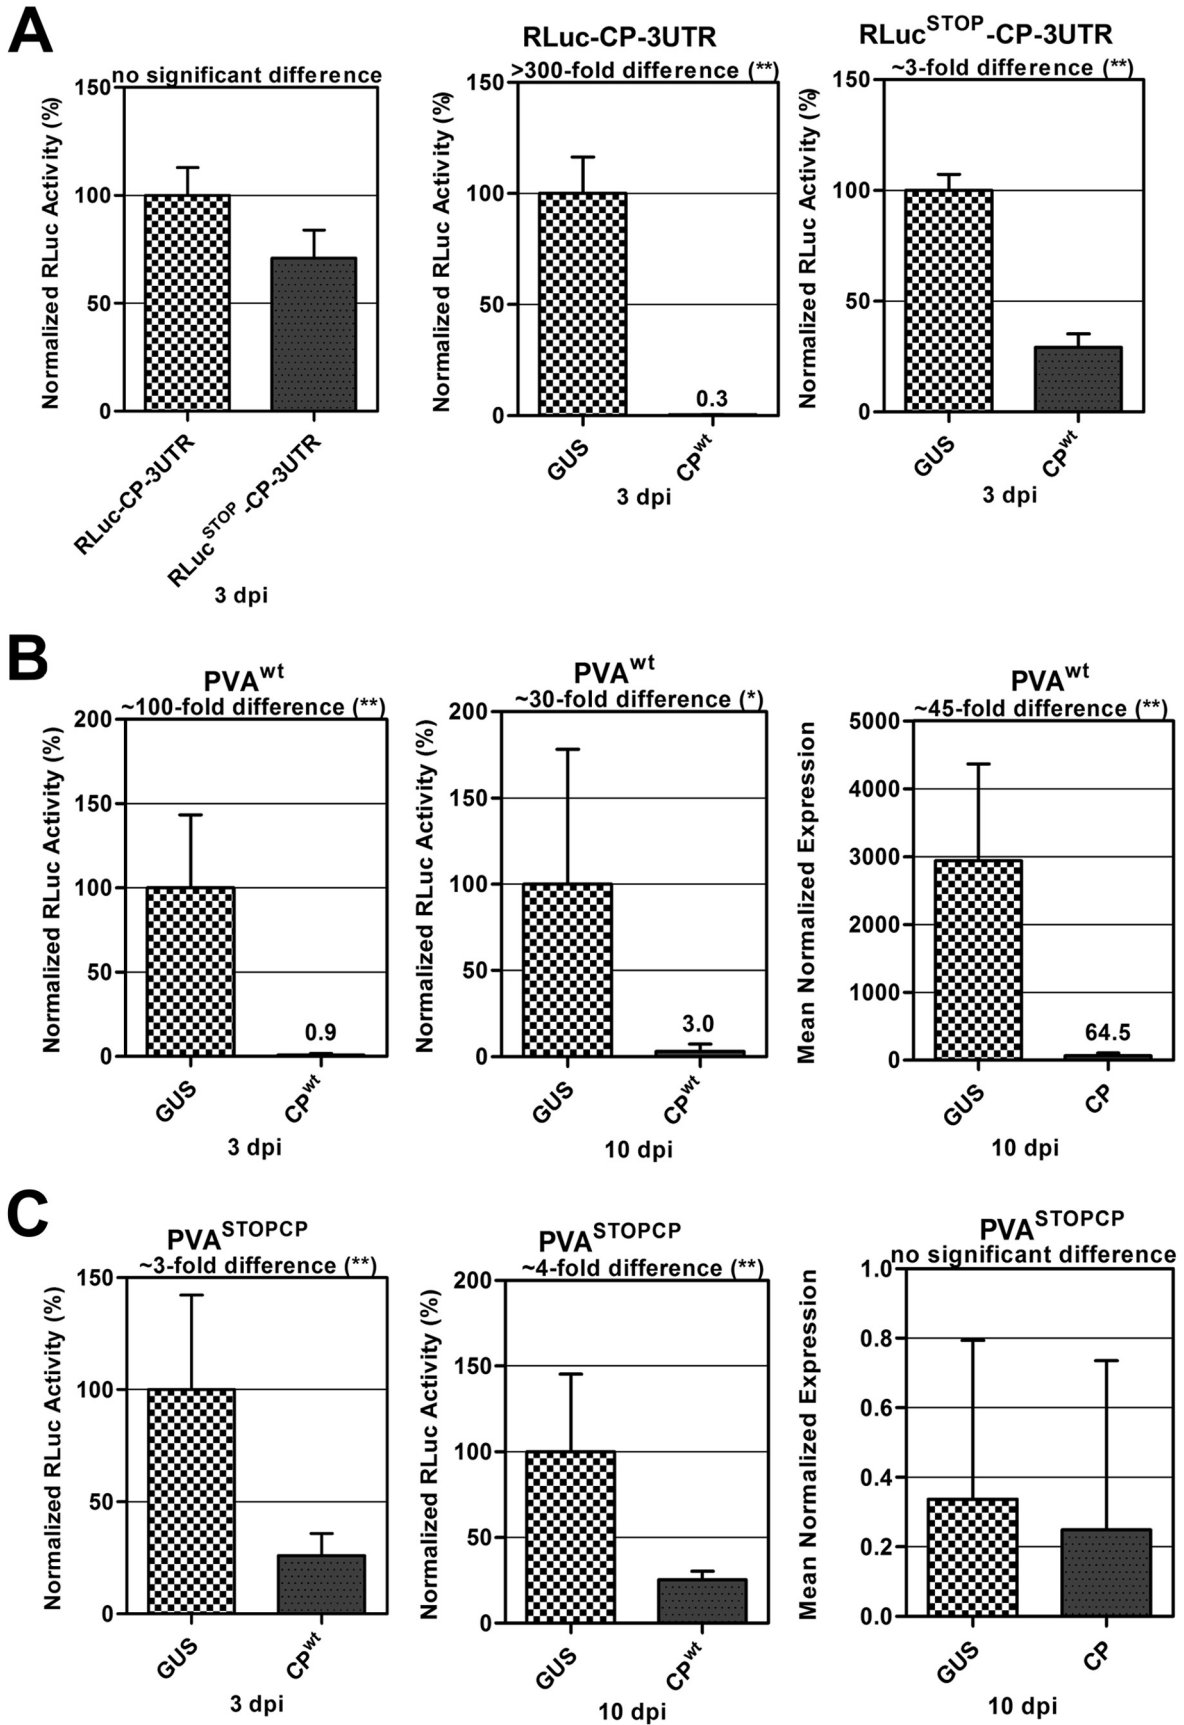 A
no significant difference
Normalized RLuc Activity (%)
150
100
50
0
RLuc-CP-3UTR
RLuc^STOP-CP-3UTR
3 dpi
RLuc-CP-3UTR
>300-fold difference (**)
Normalized RLuc Activity (%)
150
100
50
0
0.3
GUS
CP^wt
3 dpi
RLuc^STOP-CP-3UTR
~3-fold difference (**)
Normalized RLuc Activity (%)
150
100
50
0
GUS
CP^wt
3 dpi
B
PVA^wt
~100-fold difference (**)
Normalized RLuc Activity (%)
200
150
100
50
0
0.9
GUS
CP^wt
3 dpi
PVA^wt
~30-fold difference (*)
Normalized RLuc Activity (%)
200
150
100
50
0
3.0
GUS
CP^wt
10 dpi
PVA^wt
~45-fold difference (**)
Mean Normalized Expression
5000
4000
3000
2000
1000
0
64.5
GUS
CP
10 dpi
C
PVA^STOPCP
~3-fold difference (**)
Normalized RLuc Activity (%)
150
100
50
0
GUS
CP^wt
3 dpi
PVA^STOPCP
~4-fold difference (**)
Normalized RLuc Activity (%)
200
150
100
50
0
GUS
CP^wt
10 dpi
PVA^STOPCP
no significant difference
Mean Normalized Expression
1.0
0.8
0.6
0.4
0.2
0.0
GUS
CP
10 dpi